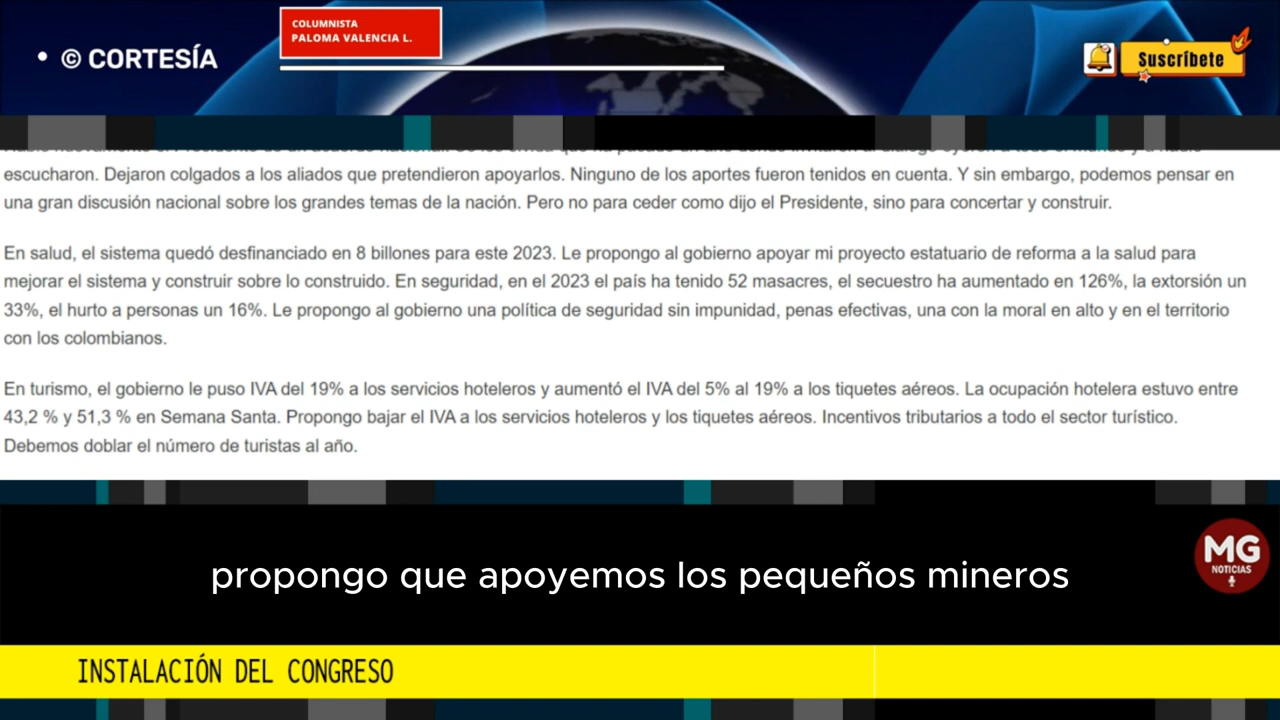 COLUMNISTA
PALOMA VALENCIA L.
• © CORTESÍA
Suscríbete
escucharon. Dejaron colgados a los aliados que pretendieron apoyarlos. Ninguno de los aportes fueron tenidos en cuenta. Y sin embargo, podemos pensar en
una gran discusión nacional sobre los grandes temas de la nación. Pero no para ceder como dijo el Presidente, sino para concertar y construir.
En salud, el sistema quedó desfinanciado en 8 billones para este 2023. Le propongo al gobierno apoyar mi proyecto estatuario de reforma a la salud para
mejorar el sistema y construir sobre lo construido. En seguridad, en el 2023 el país ha tenido 52 masacres, el secuestro ha aumentado en 126%, la extorsión un
33%, el hurto a personas un 16%. Le propongo al gobierno una política de seguridad sin impunidad, penas efectivas, una con la moral en alto y en el territorio
con los colombianos.
En turismo, el gobierno le puso IVA del 19% a los servicios hoteleros y aumentó el IVA del 5% al 19% a los tiquetes aéreos. La ocupación hotelera estuvo entre
43,2 % y 51,3 % en Semana Santa. Propongo bajar el IVA a los servicios hoteleros y los tiquetes aéreos. Incentivos tributarios a todo el sector turístico.
Debemos doblar el número de turistas al año.
propongo que apoyemos los pequeños mineros
MG
NOTICIAS
INSTALACIÓN DEL CONGRESO